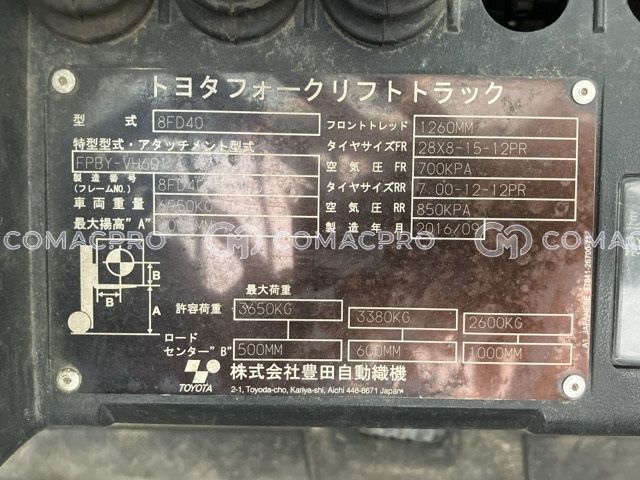 トヨタフォークリフトトラック
型式 8FD40
フロントトレッド 1260MM
特型型式・アタッチメント型式
タイヤサイズFR 28X8-15-12PR
空気圧 FR 700KPA
製造番号
(フレームNO.) 8FD40
タイヤサイズRR 7.00-12-12PR
車両重量 6950KG
空気圧 RR 850KPA
最大揚高"A"
製造年月 2016/09
COMACPRO COMACPRO COMACPRO
B
B
A
最大荷重
許容荷重 3650KG 3380KG 2600KG
ロード
センター"B" 500MM 600MM 1000MM
TOYOTA
株式会社豊田自動織機
2-1, Toyoda-cho, Kariya-shi, Aichi 448-8671 Japan
A1 JAPANESE